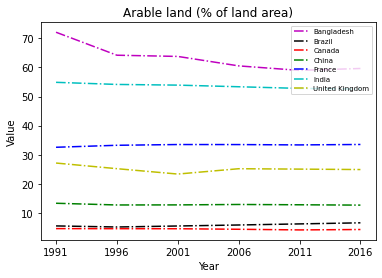 Arable land (% of land area)
Bangladesh
Brazil
Canada
China
France
India
United Kingdom
Value
70
60
50
40
30
20
10
1991 1996 2001 2006 2011 2016
Year